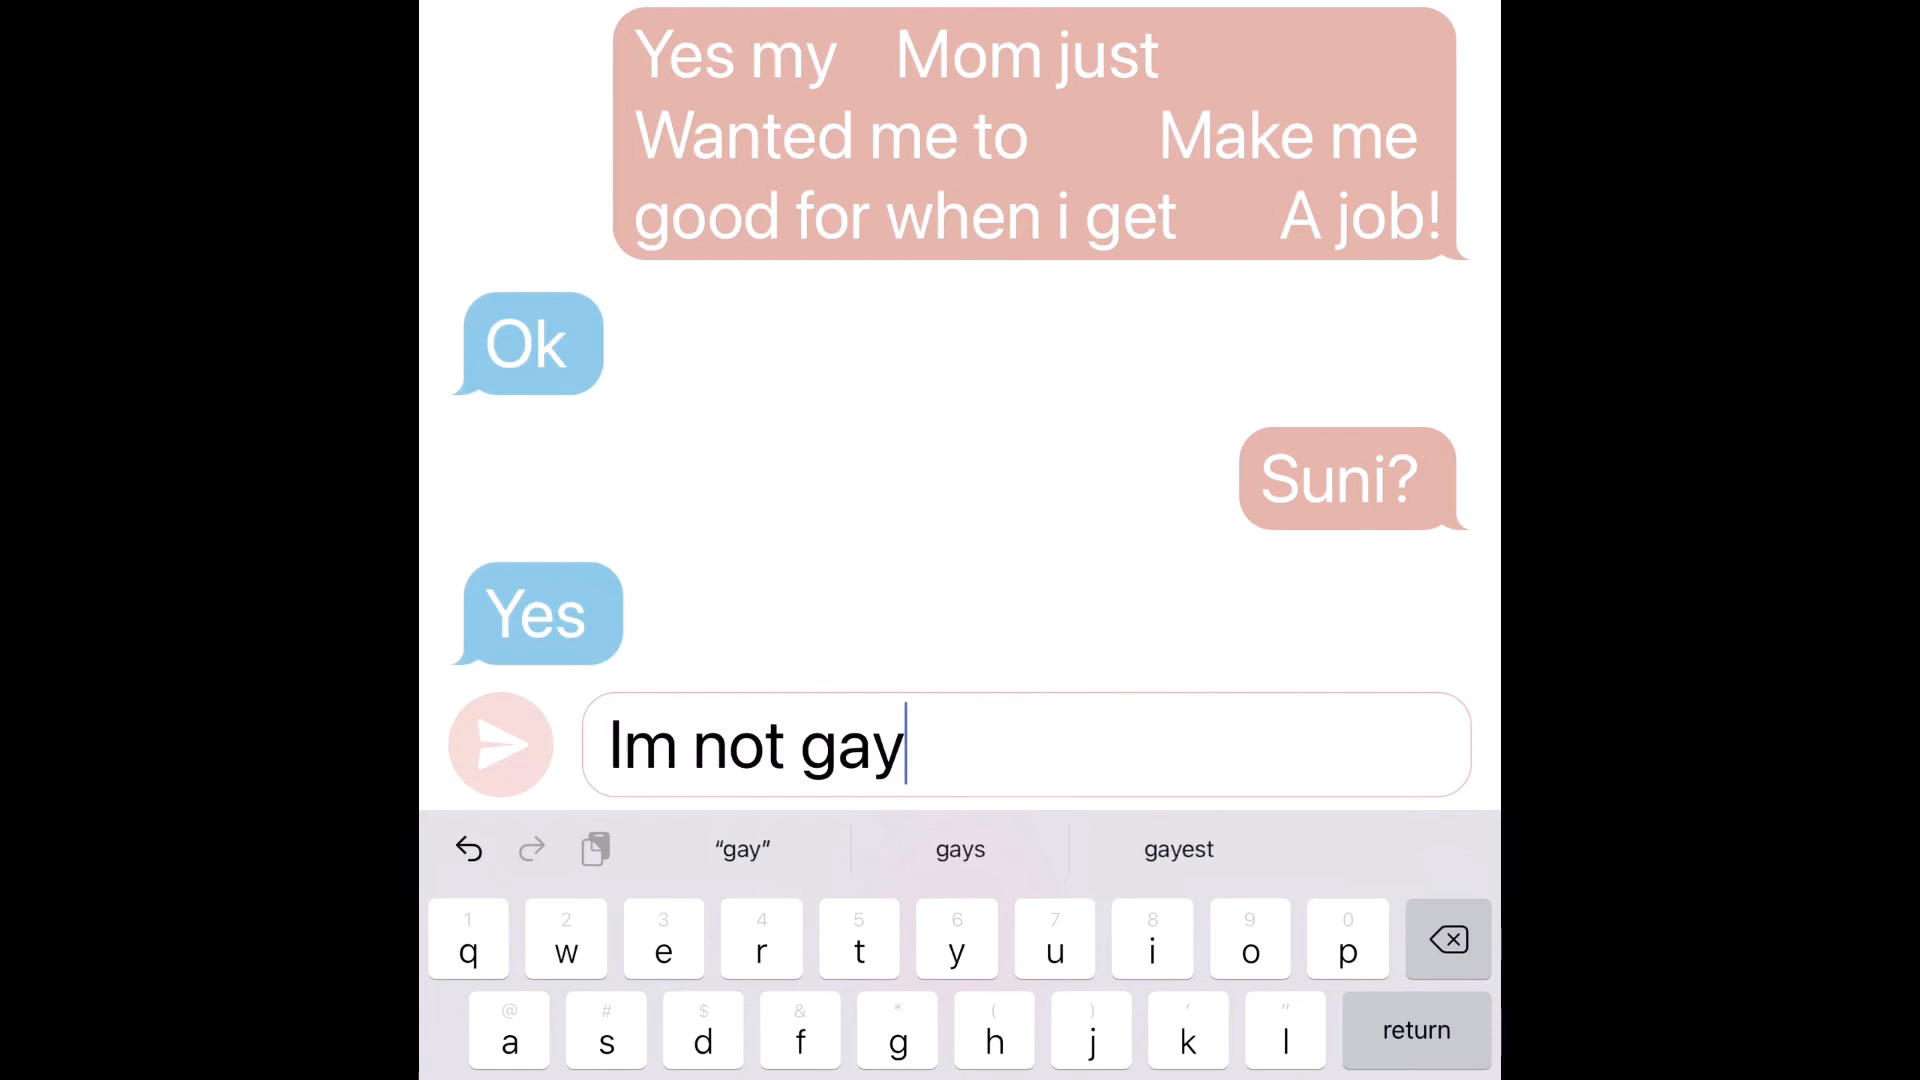 Yes my Mom just
Wanted me to Make me
good for when i get A job!
Ok
Suni?
Yes
Im not gay
“gay” gays gayest
1 2 3 4 5 6 7 8 9 0
q w e r t y u i o p
@ # $ & * ( ) ' "
a s d f g h j k l return